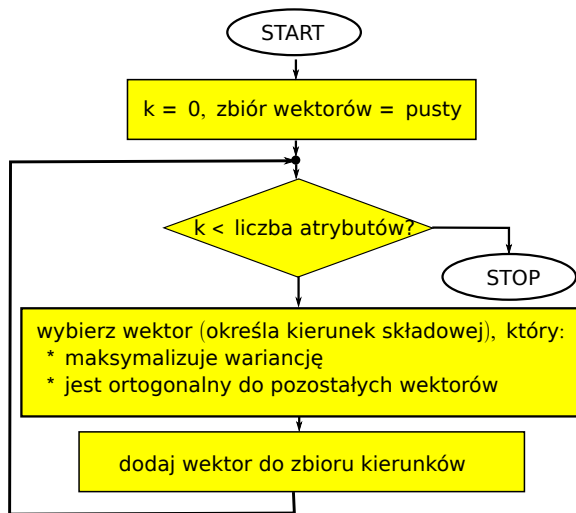 START
k = 0, zbiór wektorów = pusty
k < liczba atrybutów?
STOP
wybierz wektor (określa kierunek składowej), który:
* maksymalizuje wariancję
* jest ortogonalny do pozostałych wektorów
dodaj wektor do zbioru kierunków